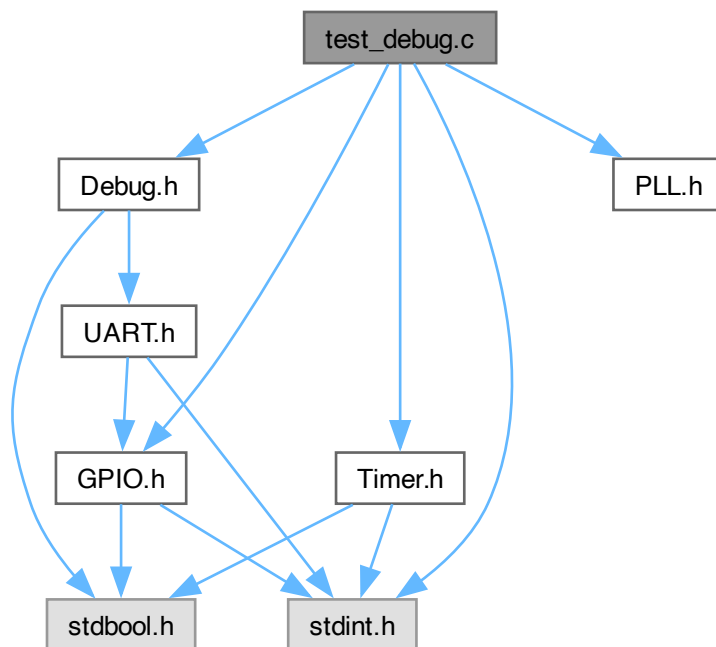 test_debug.c
Debug.h
PLL.h
UART.h
GPIO.h
Timer.h
stdbool.h
stdint.h